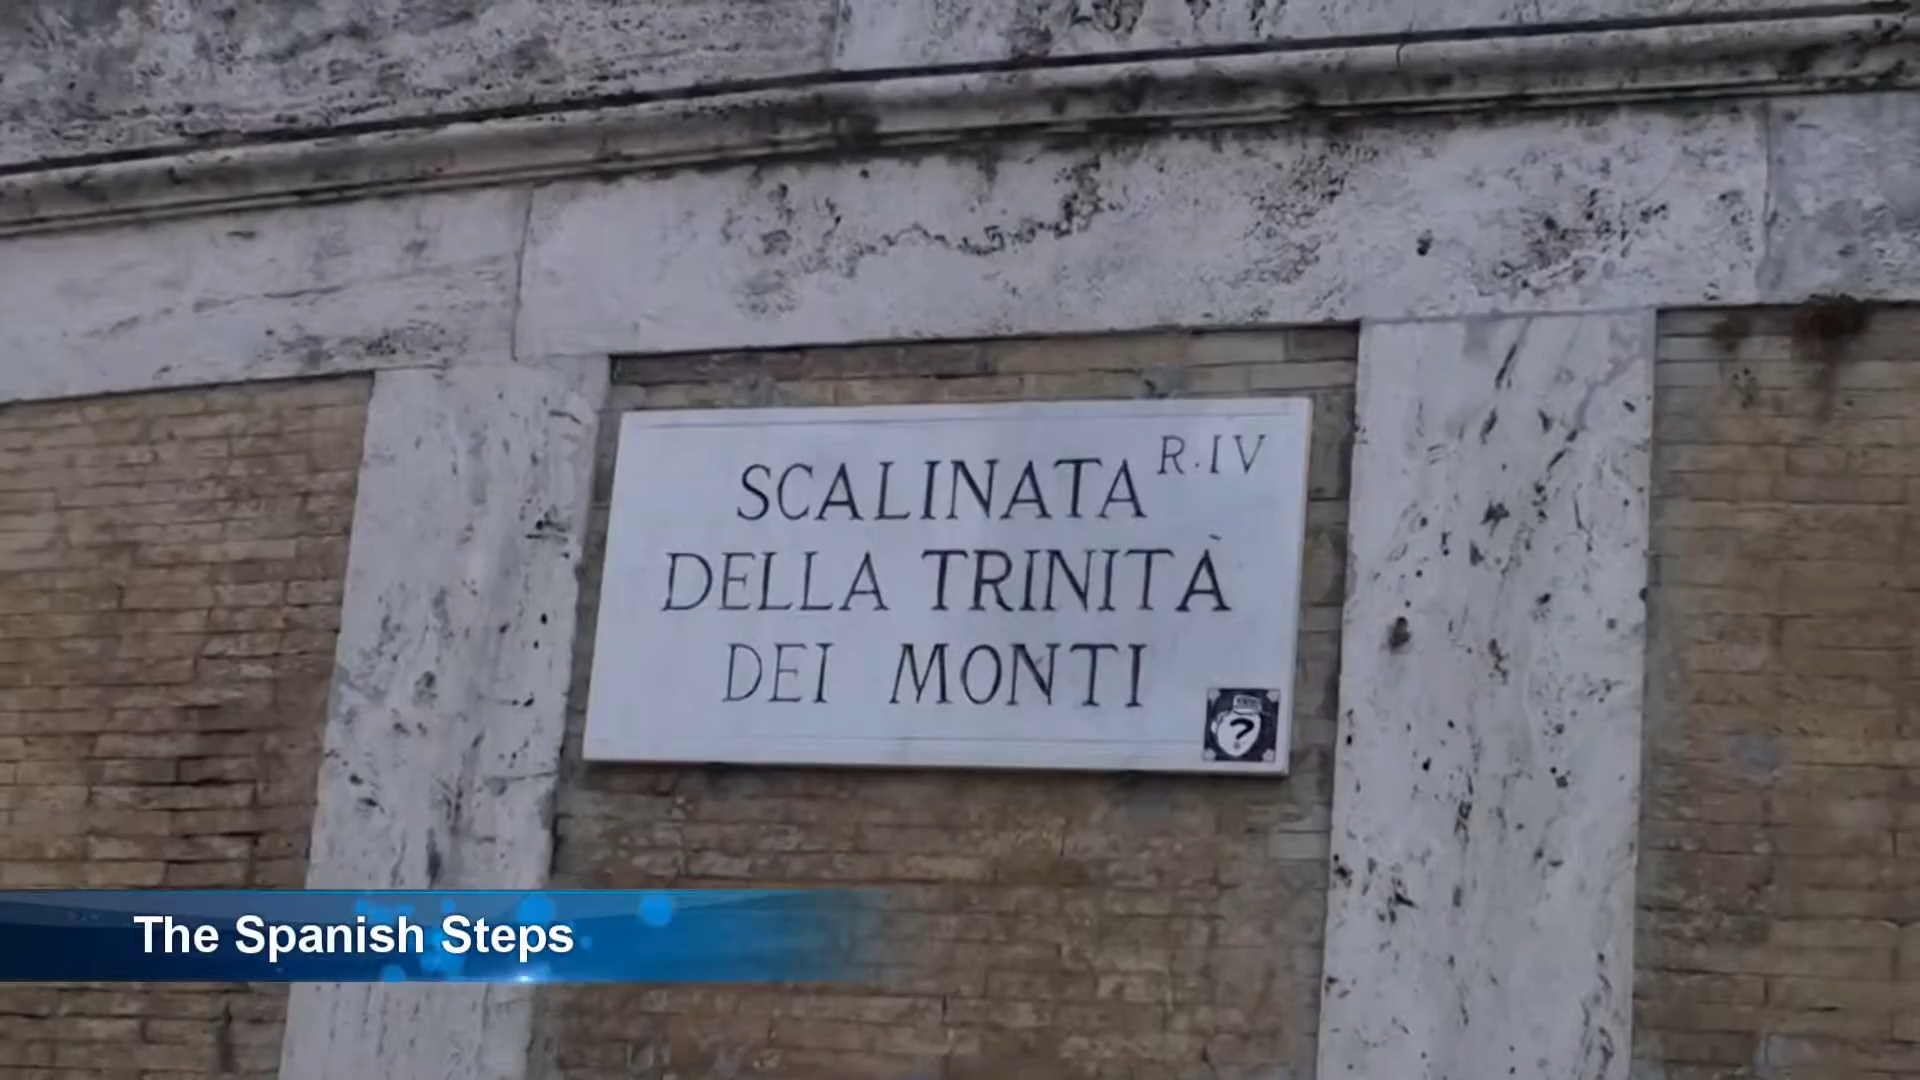 R.IV
SCALINATA
DELLA TRINITÀ
DEI MONTI
?
The Spanish Steps